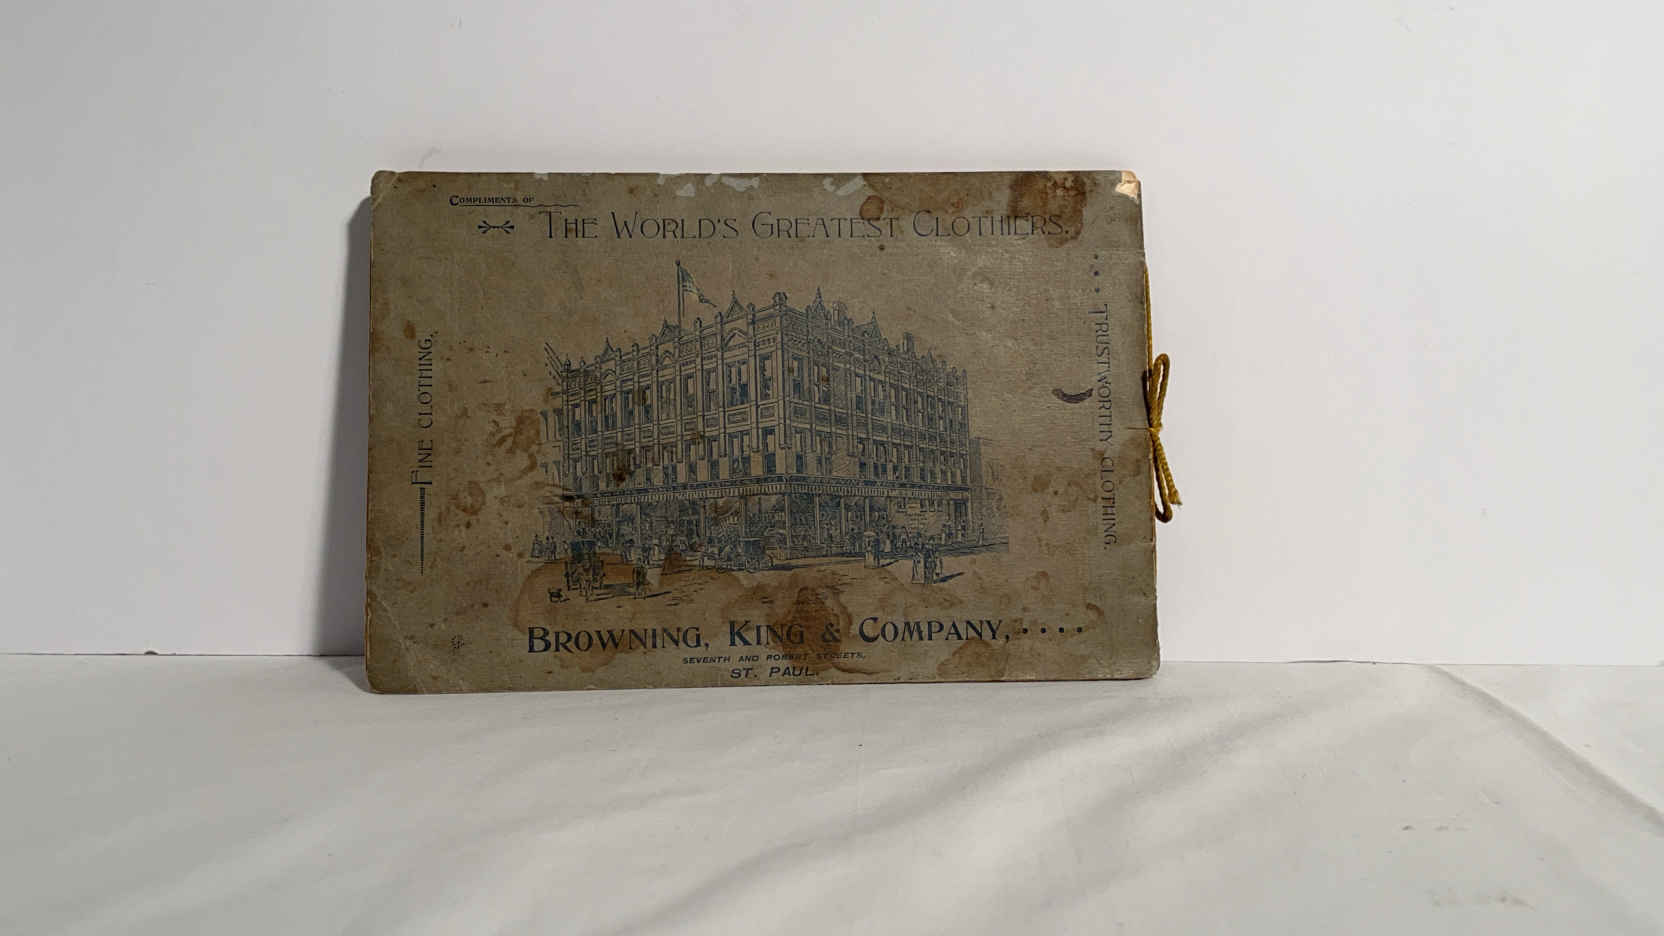 COMPLIMENTS OF
THE WORLD'S GREATEST CLOTHIERS.
FINE CLOTHING,
TRUSTWORTHY CLOTHING.
BROWNING, KING & COMPANY, . . . .
SEVENTH AND ROBERT STREETS,
ST. PAUL.